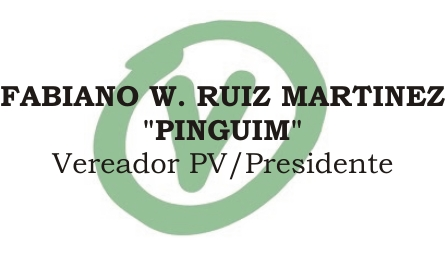 FABIANO W. RUIZ MARTINEZ
"PINGUIM"
Vereador PV/Presidente